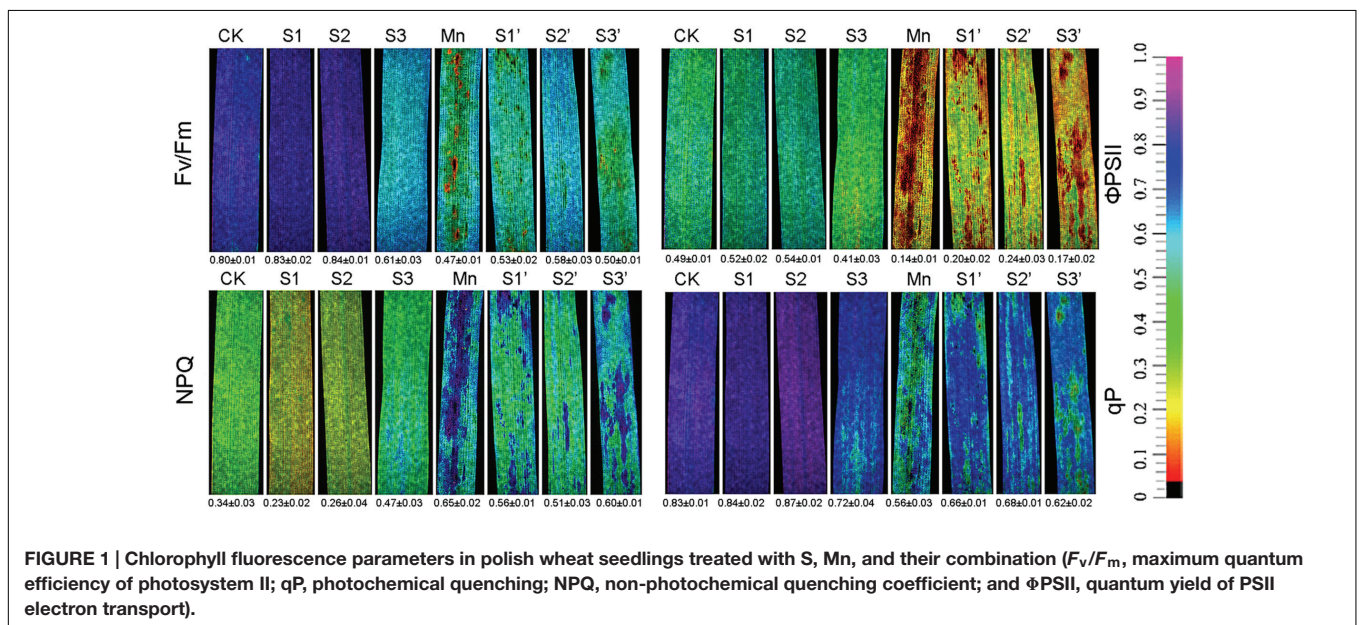 CK S1 S2 S3 Mn S1' S2' S3'
Fv/Fm
0.80±0.01 0.83±0.02 0.84±0.01 0.61±0.03 0.47±0.01 0.53±0.02 0.58±0.03 0.50±0.01
CK S1 S2 S3 Mn S1' S2' S3'
ΦPSII
0.49±0.01 0.52±0.02 0.54±0.01 0.41±0.03 0.14±0.01 0.20±0.02 0.24±0.03 0.17±0.02
CK S1 S2 S3 Mn S1' S2' S3'
NPQ
0.34±0.03 0.23±0.02 0.26±0.04 0.47±0.03 0.65±0.02 0.56±0.01 0.51±0.03 0.60±0.01
CK S1 S2 S3 Mn S1' S2' S3'
qP
0.83±0.01 0.84±0.02 0.87±0.02 0.72±0.04 0.56±0.03 0.66±0.01 0.68±0.01 0.62±0.02
1.0
0.9
0.8
0.7
0.6
0.5
0.4
0.3
0.2
0.1
0
FIGURE 1 | Chlorophyll fluorescence parameters in polish wheat seedlings treated with S, Mn, and their combination (Fv/Fm, maximum quantum
efficiency of photosystem II; qP, photochemical quenching; NPQ, non-photochemical quenching coefficient; and ΦPSII, quantum yield of PSII
electron transport).